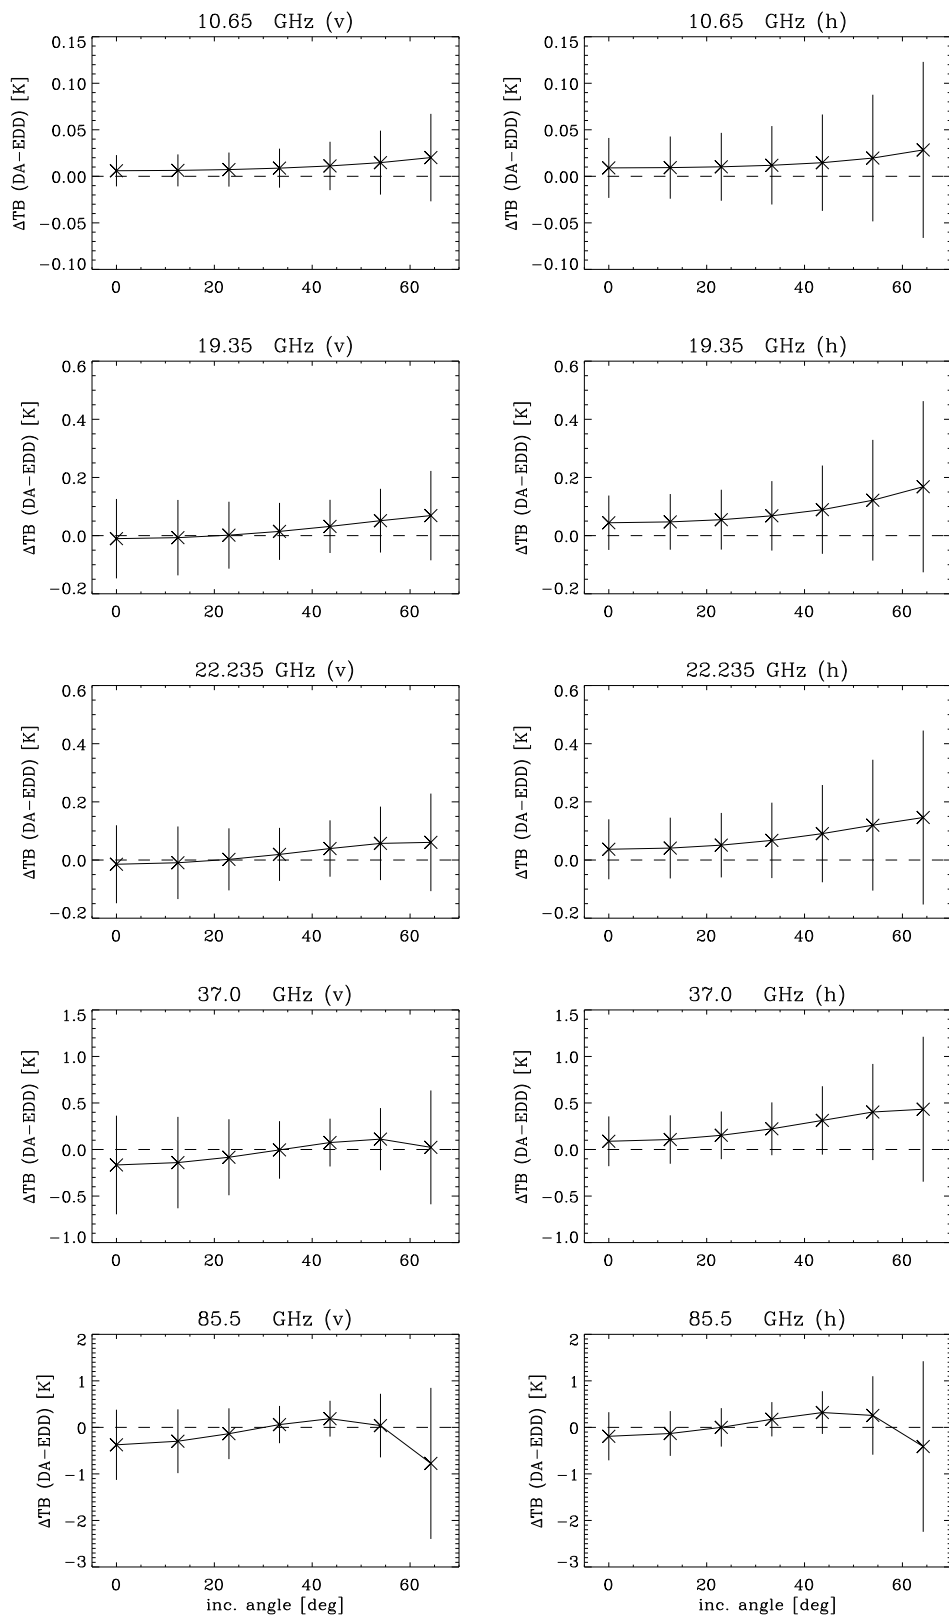 10.65 GHz (v)
0.15
0.10
0.05
0.00
−0.05
−0.10
ΔTB (DA−EDD) [K]
0 20 40 60
10.65 GHz (h)
0.15
0.10
0.05
0.00
−0.05
−0.10
ΔTB (DA−EDD) [K]
0 20 40 60
19.35 GHz (v)
0.6
0.4
0.2
0.0
−0.2
ΔTB (DA−EDD) [K]
0 20 40 60
19.35 GHz (h)
0.6
0.4
0.2
0.0
−0.2
ΔTB (DA−EDD) [K]
0 20 40 60
22.235 GHz (v)
0.6
0.4
0.2
0.0
−0.2
ΔTB (DA−EDD) [K]
0 20 40 60
22.235 GHz (h)
0.6
0.4
0.2
0.0
−0.2
ΔTB (DA−EDD) [K]
0 20 40 60
37.0 GHz (v)
1.5
1.0
0.5
0.0
−0.5
−1.0
ΔTB (DA−EDD) [K]
0 20 40 60
37.0 GHz (h)
1.5
1.0
0.5
0.0
−0.5
−1.0
ΔTB (DA−EDD) [K]
0 20 40 60
85.5 GHz (v)
2
1
0
−1
−2
−3
ΔTB (DA−EDD) [K]
0 20 40 60
inc. angle [deg]
85.5 GHz (h)
2
1
0
−1
−2
−3
ΔTB (DA−EDD) [K]
0 20 40 60
inc. angle [deg]